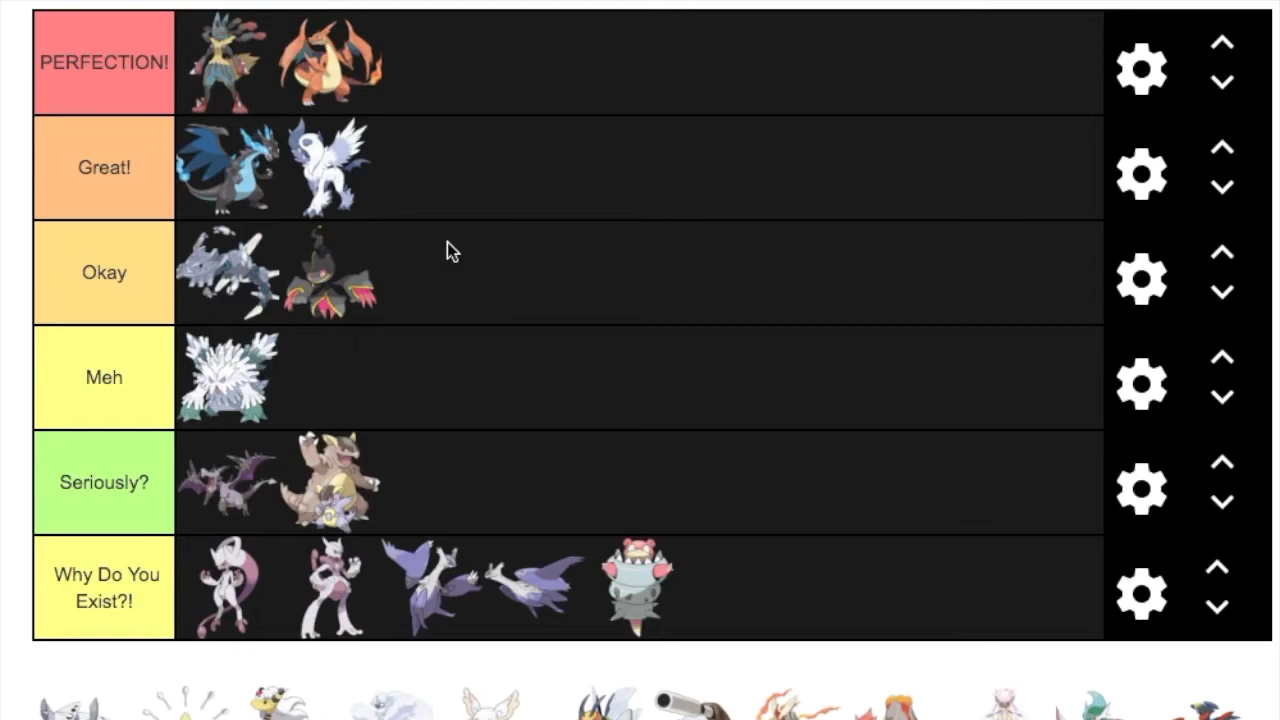 PERFECTION!
Great!
Okay
Meh
Seriously?
Why Do You
Exist?!